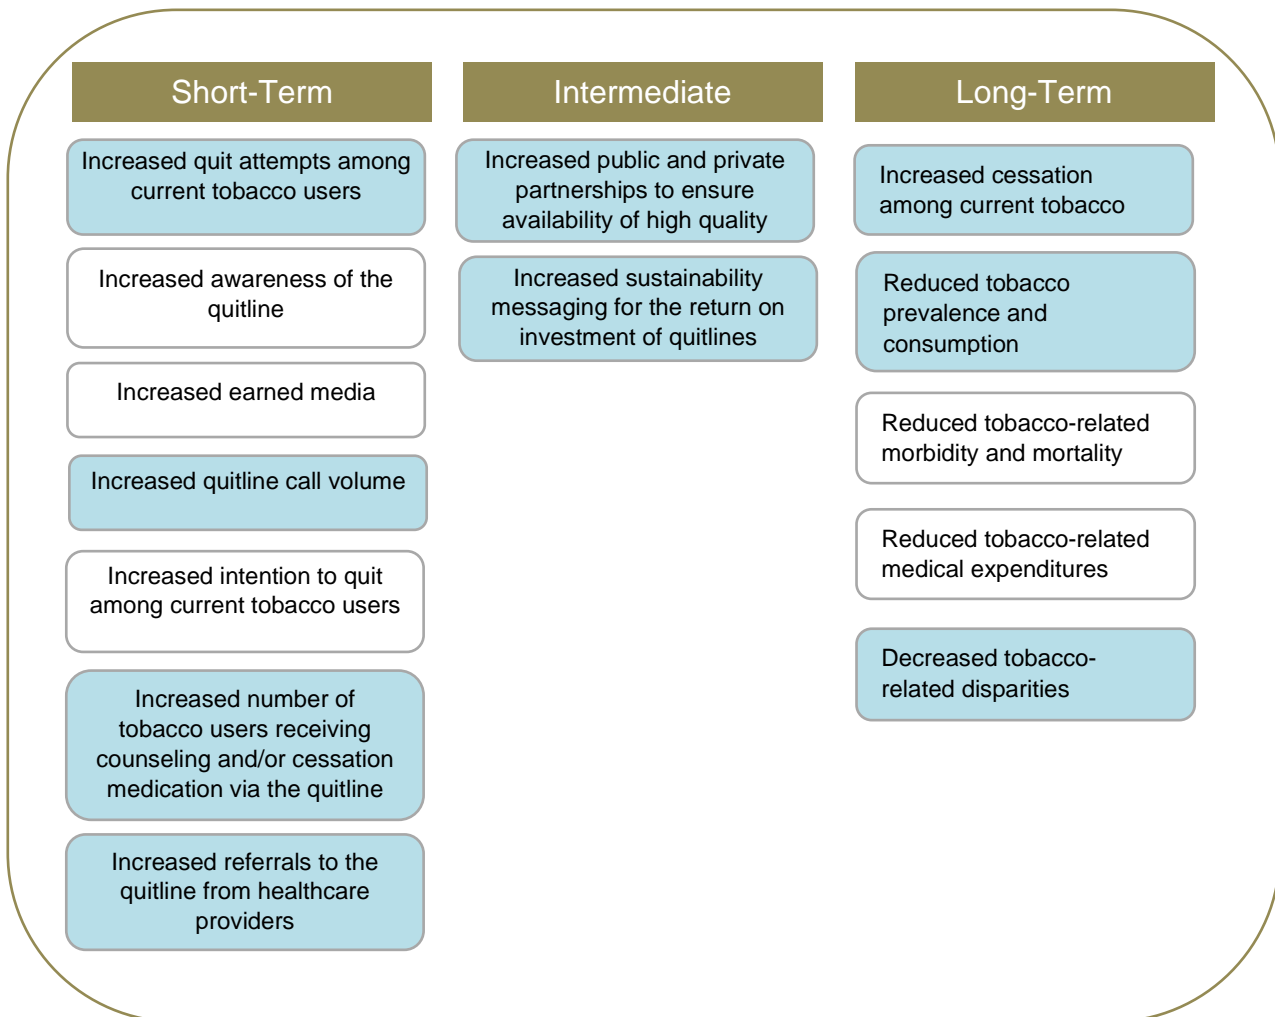 Short-Term
Increased quit attempts among
current tobacco users
Increased awareness of the
quitline
Increased earned media
Increased quitline call volume
Increased intention to quit
among current tobacco users
Increased number of
tobacco users receiving
counseling and/or cessation
medication via the quitline
Increased referrals to the
quitline from healthcare
providers
Intermediate
Increased public and private
partnerships to ensure
availability of high quality
Increased sustainability
messaging for the return on
investment of quitlines
Long-Term
Increased cessation
among current tobacco
Reduced tobacco
prevalence and
consumption
Reduced tobacco-related
morbidity and mortality
Reduced tobacco-related
medical expenditures
Decreased tobacco-
related disparities